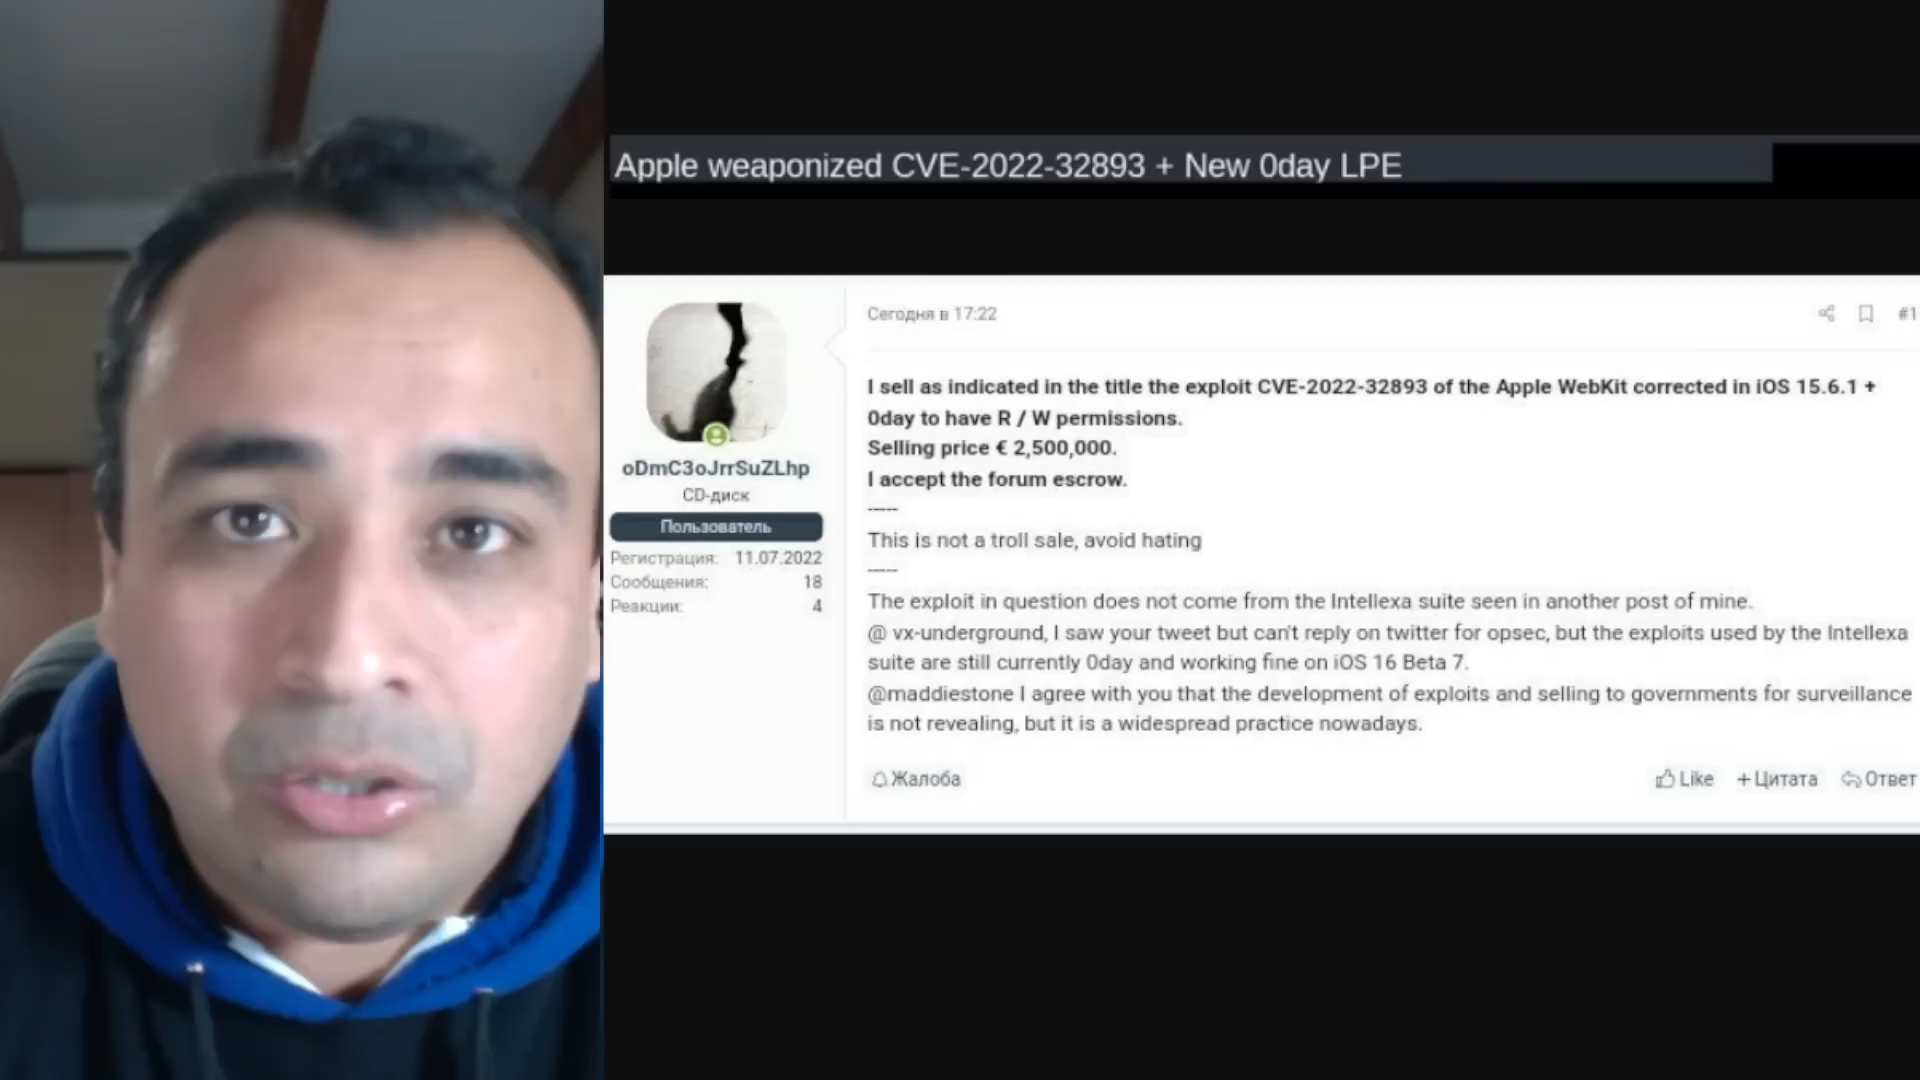 Apple weaponized CVE-2022-32893 + New 0day LPE
oDmC3oJrrSuZLhp
CD-диск
Пользователь
Регистрация: 11.07.2022
Сообщения: 18
Реакции: 4
Сегодня в 17:22
#1
I sell as indicated in the title the exploit CVE-2022-32893 of the Apple WebKit corrected in iOS 15.6.1 +
0day to have R / W permissions.
Selling price € 2,500,000.
I accept the forum escrow.
-----
This is not a troll sale, avoid hating
-----
The exploit in question does not come from the Intellexa suite seen in another post of mine.
@ vx-underground, I saw your tweet but can't reply on twitter for opsec, but the exploits used by the Intellexa
suite are still currently 0day and working fine on iOS 16 Beta 7.
@maddiestone I agree with you that the development of exploits and selling to governments for surveillance
is not revealing, but it is a widespread practice nowadays.
Жалоба
Like +Цитата Ответ